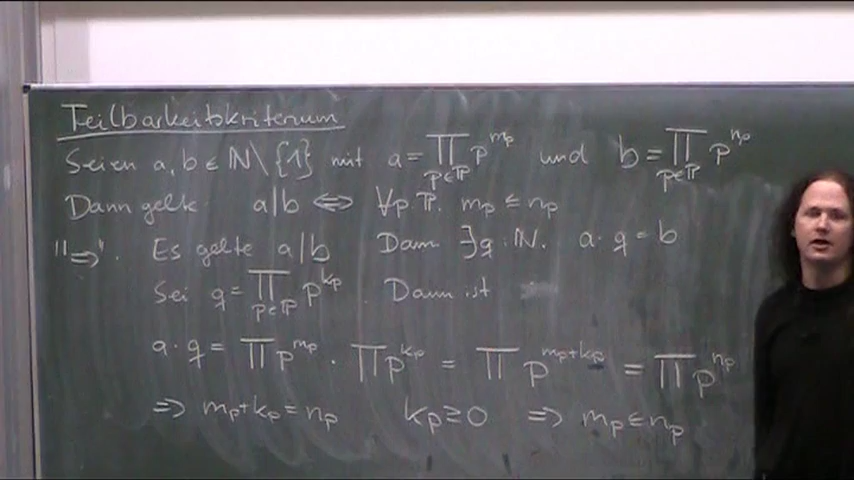 Teilbarkeitskriterium
Seien a, b ∈ ℕ\{1} mit a = ∏_{p∈ℙ} p^{m_p} und b = ∏_{p∈ℙ} p^{n_p}
Dann gelte a|b ⇔ ∀p:ℙ. m_p ≤ n_p
"⇒". Es gelte a|b Dann ∃q:ℕ. a·q = b
Sei q = ∏_{p∈ℙ} p^{k_p}. Dann ist
a·q = ∏ p^{m_p} · ∏ p^{k_p} = ∏ p^{m_p+k_p} = ∏ p^{n_p}
⇒ m_p+k_p = n_p k_p ≥ 0 ⇒ m_p ≤ n_p